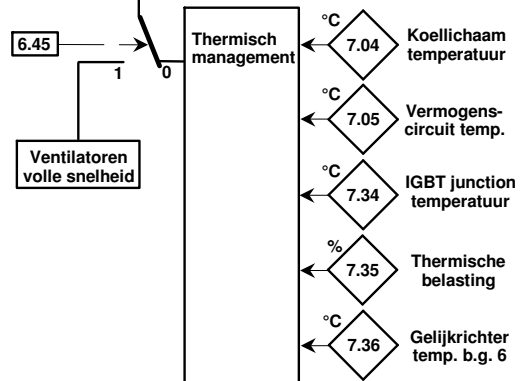 6.45
1
0
Ventilatoren
volle snelheid
Thermisch
management
°C
7.04
Koellichaam
temperatuur
°C
7.05
Vermogens-
circuit temp.
°C
7.34
IGBT junction
temperatuur
%
7.35
Thermische
belasting
°C
7.36
Gelijkrichter
temp. b.g. 6